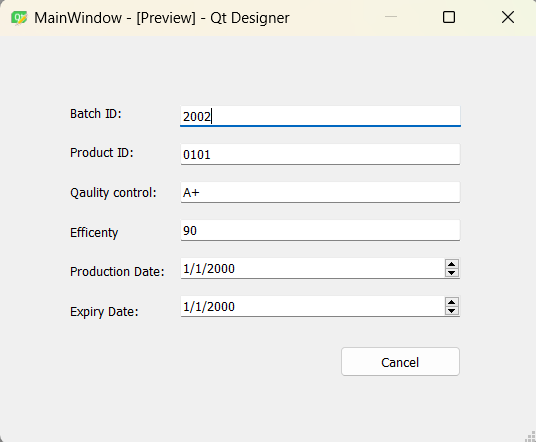 MainWindow - [Preview] - Qt Designer
Batch ID: 2002
Product ID: 0101
Qaulity control: A+
Efficenty 90
Production Date: 1/1/2000
Expiry Date: 1/1/2000
Cancel